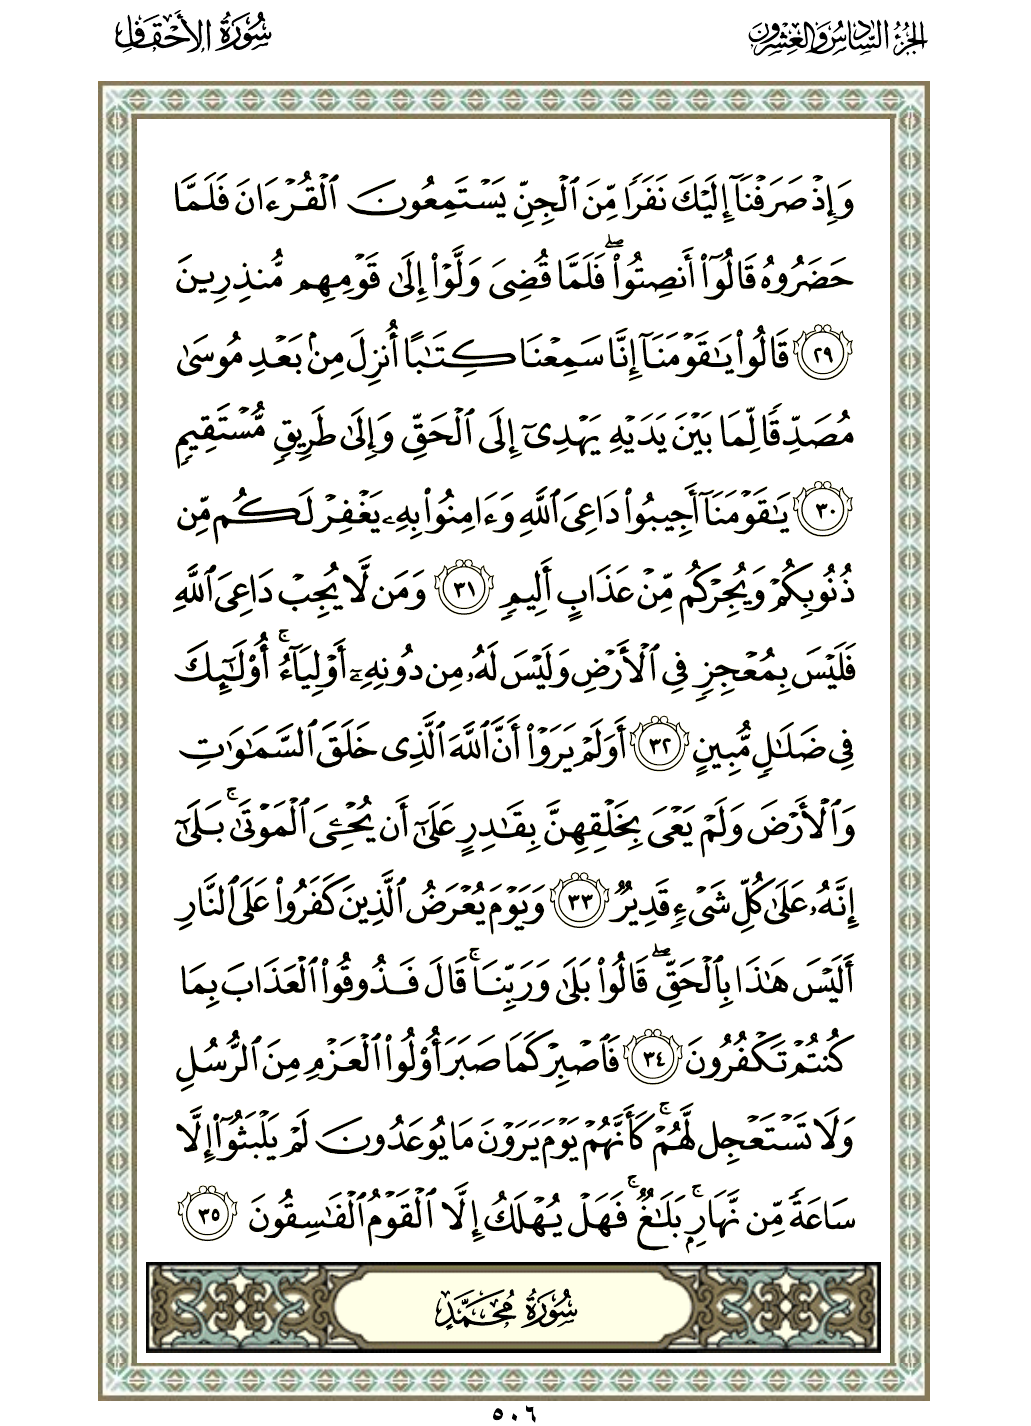 الجزء السادس والعشرون
سورة الأحقاف
وَإِذْ صَرَفْنَآ إِلَيْكَ نَفَرًا مِّنَ ٱلْجِنِّ يَسْتَمِعُونَ ٱلْقُرْءَانَ فَلَمَّا
حَضَرُوهُ قَالُوٓا۟ أَنصِتُوا۟ ۖ فَلَمَّا قُضِىَ وَلَّوْا۟ إِلَىٰ قَوْمِهِم مُّنذِرِينَ
٢٩ قَالُوا۟ يَـٰقَوْمَنَآ إِنَّا سَمِعْنَا كِتَـٰبًا أُنزِلَ مِنۢ بَعْدِ مُوسَىٰ
مُصَدِّقًا لِّمَا بَيْنَ يَدَيْهِ يَهْدِىٓ إِلَى ٱلْحَقِّ وَإِلَىٰ طَرِيقٍ مُّسْتَقِيمٍ
٣٠ يَـٰقَوْمَنَآ أَجِيبُوا۟ دَاعِىَ ٱللَّهِ وَءَامِنُوا۟ بِهِۦ يَغْفِرْ لَكُم مِّن
ذُنُوبِكُمْ وَيُجِرْكُم مِّنْ عَذَابٍ أَلِيمٍ ٣١ وَمَن لَّا يُجِبْ دَاعِىَ ٱللَّهِ
فَلَيْسَ بِمُعْجِزٍ فِى ٱلْأَرْضِ وَلَيْسَ لَهُۥ مِن دُونِهِۦٓ أَوْلِيَآءُ ۚ أُو۟لَـٰٓئِكَ
فِى ضَلَـٰلٍ مُّبِينٍ ٣٢ أَوَلَمْ يَرَوْا۟ أَنَّ ٱللَّهَ ٱلَّذِى خَلَقَ ٱلسَّمَـٰوَٰتِ
وَٱلْأَرْضَ وَلَمْ يَعْىَ بِخَلْقِهِنَّ بِقَـٰدِرٍ عَلَىٰٓ أَن يُحْـِۧىَ ٱلْمَوْتَىٰ ۚ بَلَىٰٓ
إِنَّهُۥ عَلَىٰ كُلِّ شَىْءٍ قَدِيرٌ ٣٣ وَيَوْمَ يُعْرَضُ ٱلَّذِينَ كَفَرُوا۟ عَلَى ٱلنَّارِ
أَلَيْسَ هَـٰذَا بِٱلْحَقِّ ۖ قَالُوا۟ بَلَىٰ وَرَبِّنَا ۚ قَالَ فَذُوقُوا۟ ٱلْعَذَابَ بِمَا
كُنتُمْ تَكْفُرُونَ ٣٤ فَٱصْبِرْ كَمَا صَبَرَ أُو۟لُوا۟ ٱلْعَزْمِ مِنَ ٱلرُّسُلِ
وَلَا تَسْتَعْجِل لَّهُمْ ۚ كَأَنَّهُمْ يَوْمَ يَرَوْنَ مَا يُوعَدُونَ لَمْ يَلْبَثُوٓا۟ إِلَّا
سَاعَةً مِّن نَّهَارٍۭ ۚ بَلَـٰغٌ ۚ فَهَلْ يُهْلَكُ إِلَّا ٱلْقَوْمُ ٱلْفَـٰسِقُونَ ٣٥
سُورَةُ مُحَمَّدٍ
٥٠٦